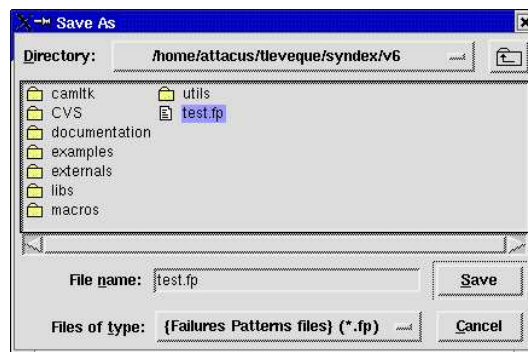 Save As
Directory: /home/attacus/tleveque/syndex/v6
camltk utils
CVS test.fp
documentation
examples
externals
libs
macros
File name: test.fp Save
Files of type: {Failures Patterns files} (*.fp) Cancel